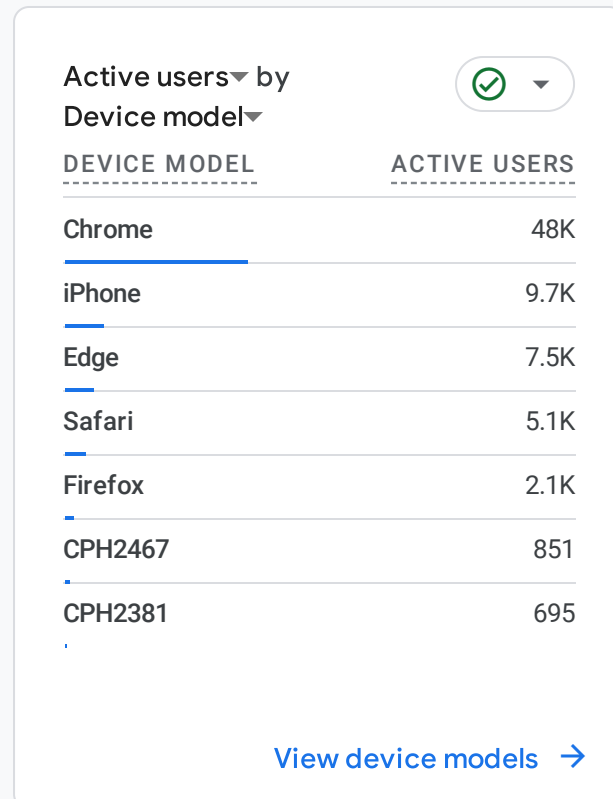 Active users by
Device model
DEVICE MODEL ACTIVE USERS
Chrome 48K
iPhone 9.7K
Edge 7.5K
Safari 5.1K
Firefox 2.1K
CPH2467 851
CPH2381 695
View device models